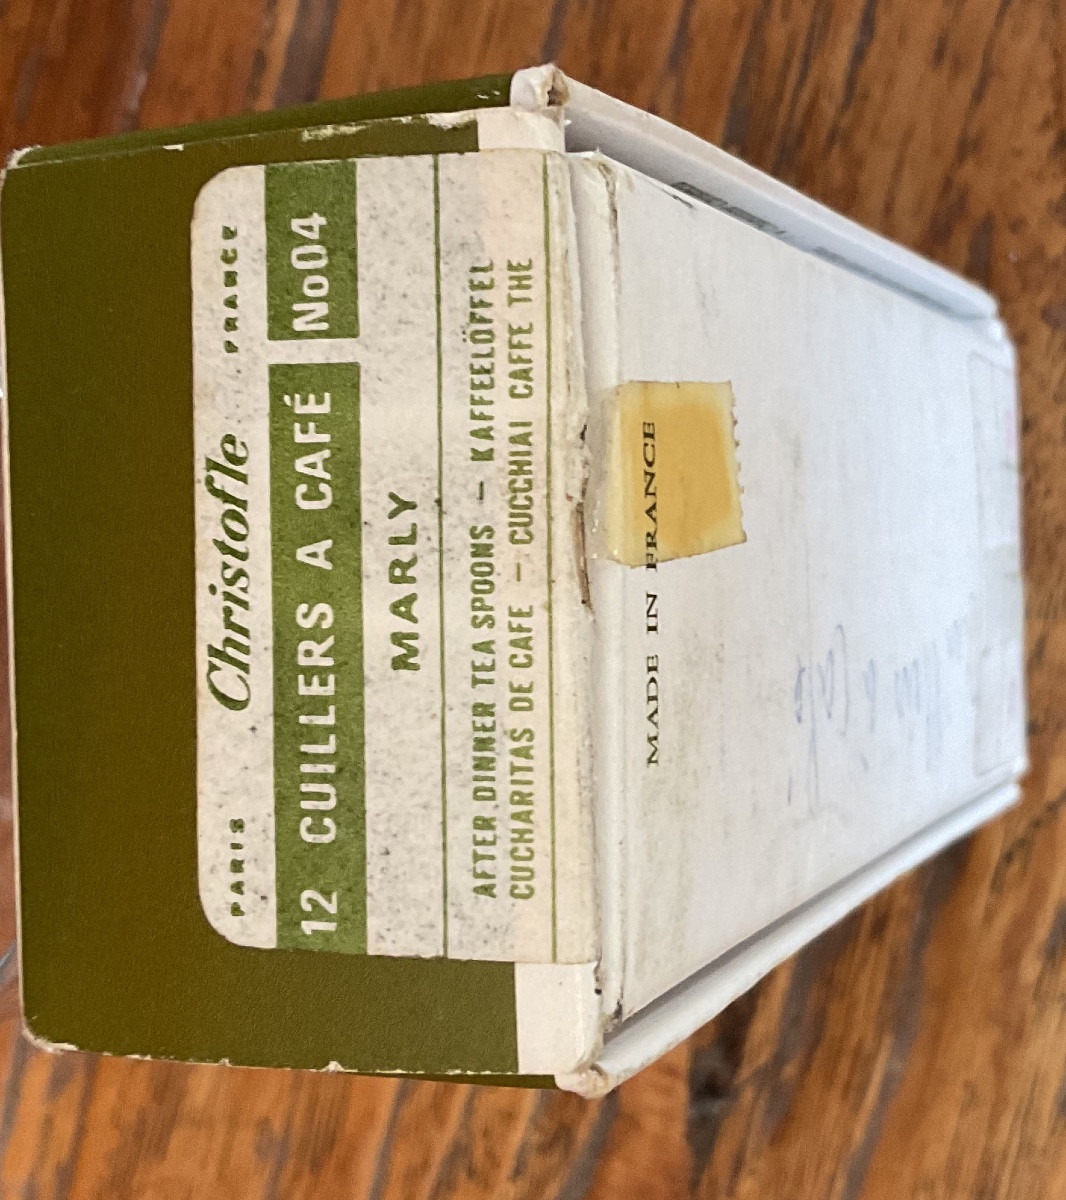 PARIS Christofle FRANCE
12 CUILLERS A CAFÉ No04
MARLY
AFTER DINNER TEA SPOONS - KAFFEELÖFFEL
CUCHARITAS DE CAFE - CUCCHIAI CAFFE THE
MADE IN FRANCE